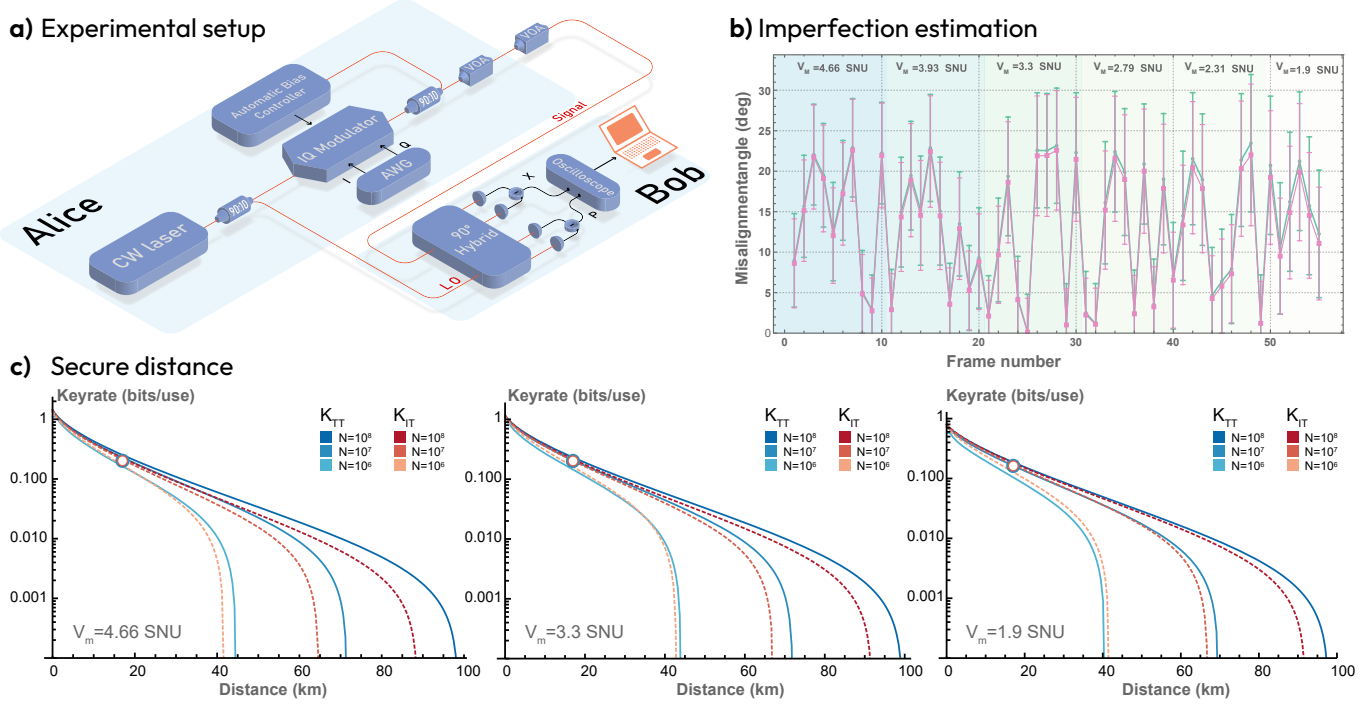 a) Experimental setup
Automatic Bias
Controller
90:10
VOA
VOA
IQ Modulator
Signal
I
Q
AWG
Alice
CW laser
90:10
Oscilloscope
Bob
X
P
90°
Hybrid
LO
b) Imperfection estimation
V_M=4.66 SNU
V_M=3.93 SNU
V_M=3.3 SNU
V_M=2.79 SNU
V_M=2.31 SNU
V_M=1.9 SNU
Misalignmentangle (deg)
30
25
20
15
10
5
0
0 10 20 30 40 50
Frame number
c) Secure distance
Keyrate (bits/use)
1
0.100
0.010
0.001
K_TT K_IT
N=10⁸ N=10⁸
N=10⁷ N=10⁷
N=10⁶ N=10⁶
V_m=4.66 SNU
0 20 40 60 80 100
Distance (km)
Keyrate (bits/use)
1
0.100
0.010
0.001
K_TT K_IT
N=10⁸ N=10⁸
N=10⁷ N=10⁷
N=10⁶ N=10⁶
V_m=3.3 SNU
0 20 40 60 80 100
Distance (km)
Keyrate (bits/use)
1
0.100
0.010
0.001
K_TT K_IT
N=10⁸ N=10⁸
N=10⁷ N=10⁷
N=10⁶ N=10⁶
V_m=1.9 SNU
0 20 40 60 80 100
Distance (km)